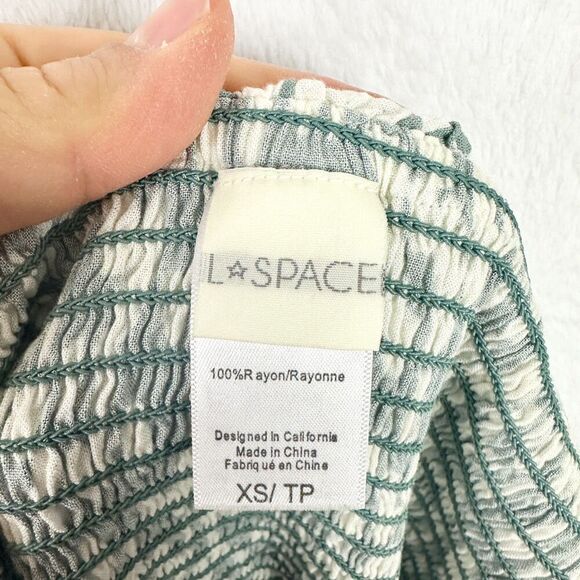 L☆SPACE
100%Rayon/Rayonne
Designed in California
Made in China
Fabriqué en Chine
XS/ TP